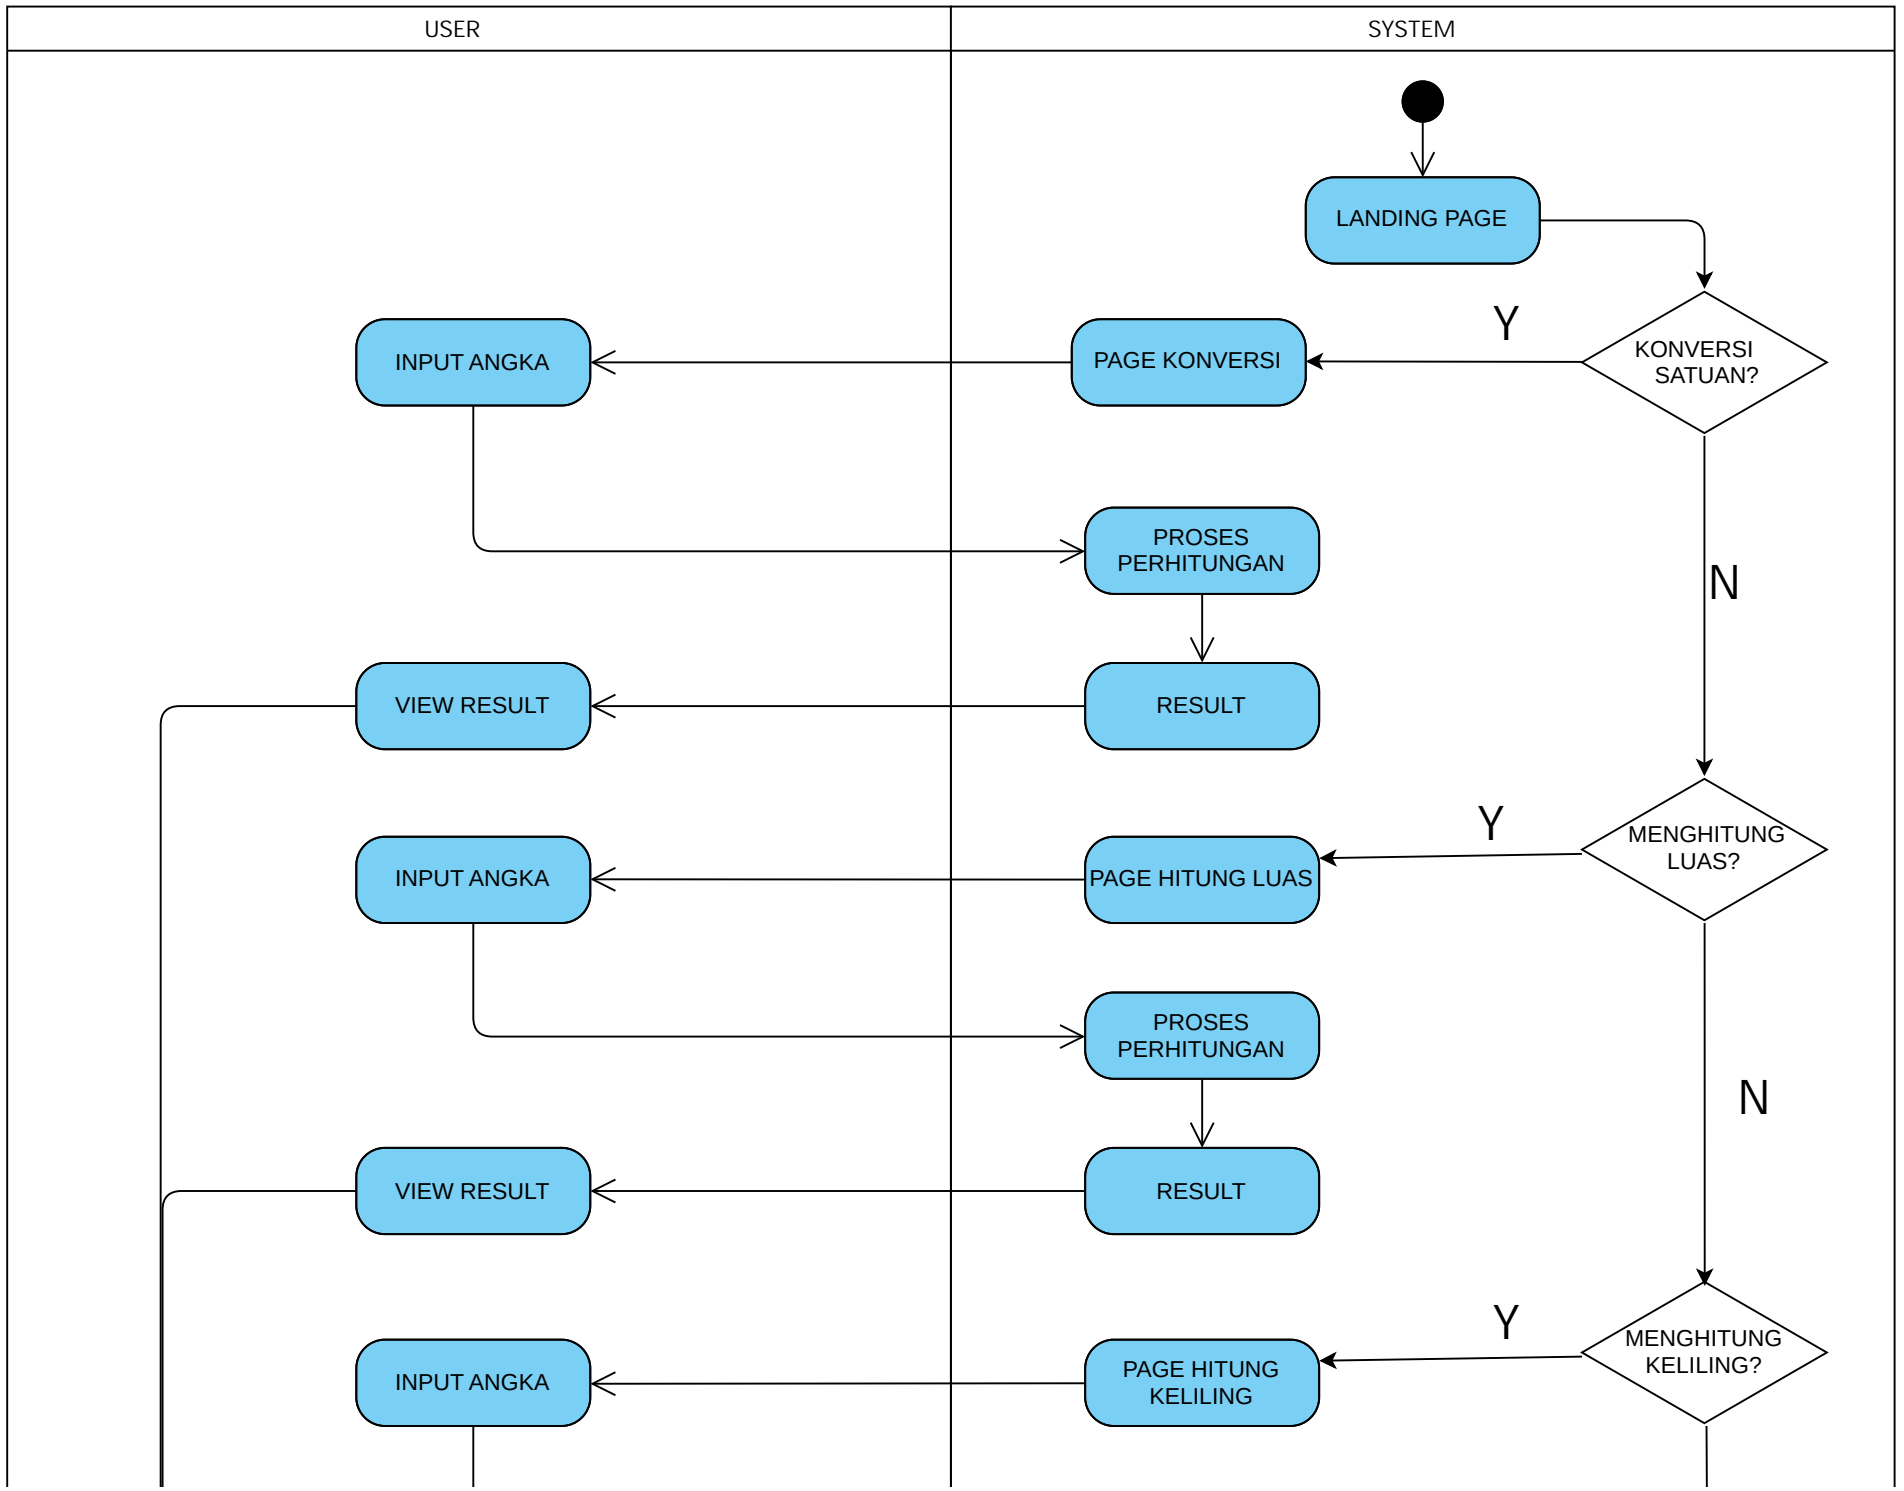 USER
SYSTEM
LANDING PAGE
Y
KONVERSI
SATUAN?
INPUT ANGKA
PAGE KONVERSI
PROSES
PERHITUNGAN
N
VIEW RESULT
RESULT
Y
MENGHITUNG
LUAS?
INPUT ANGKA
PAGE HITUNG LUAS
PROSES
PERHITUNGAN
N
VIEW RESULT
RESULT
Y
MENGHITUNG
KELILING?
INPUT ANGKA
PAGE HITUNG
KELILING